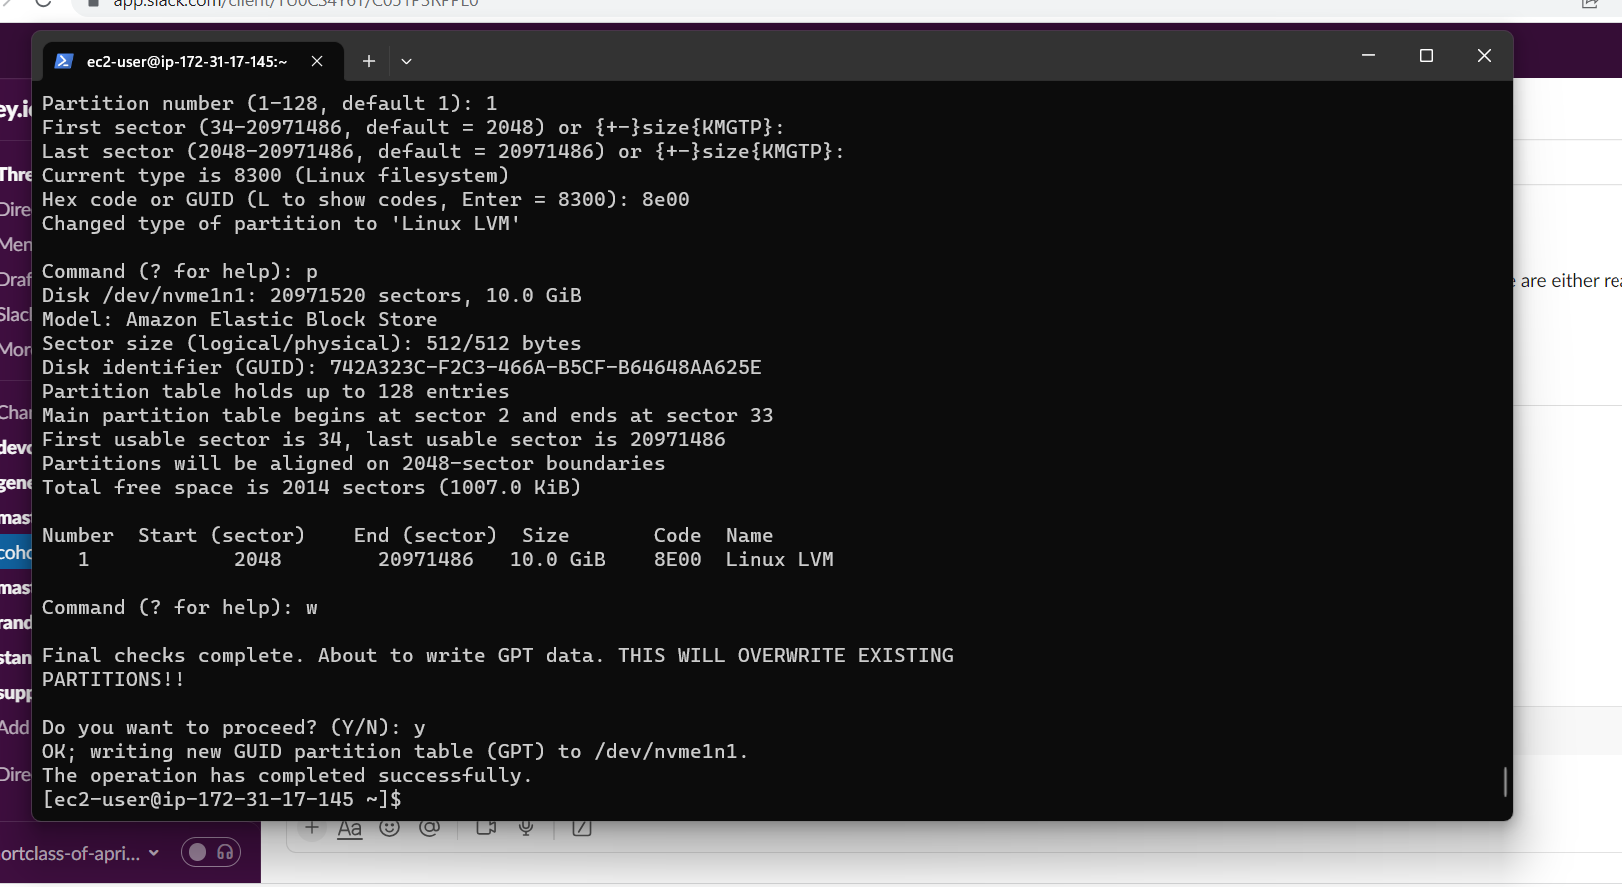 ec2-user@ip-172-31-17-145:~
Partition number (1-128, default 1): 1
First sector (34-20971486, default = 2048) or {+-}size{KMGTP}:
Last sector (2048-20971486, default = 20971486) or {+-}size{KMGTP}:
Current type is 8300 (Linux filesystem)
Hex code or GUID (L to show codes, Enter = 8300): 8e00
Changed type of partition to 'Linux LVM'
Command (? for help): p
Disk /dev/nvme1n1: 20971520 sectors, 10.0 GiB
Model: Amazon Elastic Block Store
Sector size (logical/physical): 512/512 bytes
Disk identifier (GUID): 742A323C-F2C3-466A-B5CF-B64648AA625E
Partition table holds up to 128 entries
Main partition table begins at sector 2 and ends at sector 33
First usable sector is 34, last usable sector is 20971486
Partitions will be aligned on 2048-sector boundaries
Total free space is 2014 sectors (1007.0 KiB)
Number  Start (sector)    End (sector)  Size       Code  Name
1            2048        20971486   10.0 GiB    8E00  Linux LVM
Command (? for help): w
Final checks complete. About to write GPT data. THIS WILL OVERWRITE EXISTING
PARTITIONS!!
Do you want to proceed? (Y/N): y
OK; writing new GUID partition table (GPT) to /dev/nvme1n1.
The operation has completed successfully.
[ec2-user@ip-172-31-17-145 ~]$
ey.i
Thre
Dire
Men
Draf
Slac
Mor
Cha
devo
gene
mas
coho
mas
rand
stan
supp
Add
Dire
ortclass-of-apri...
are either rea
Aa